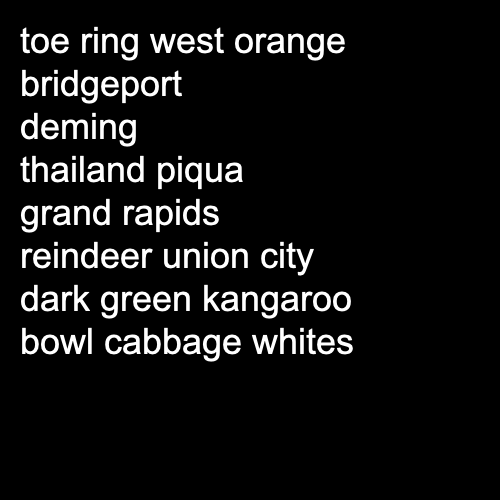 toe ring west orange
bridgeport
deming
thailand piqua
grand rapids
reindeer union city
dark green kangaroo
bowl cabbage whites